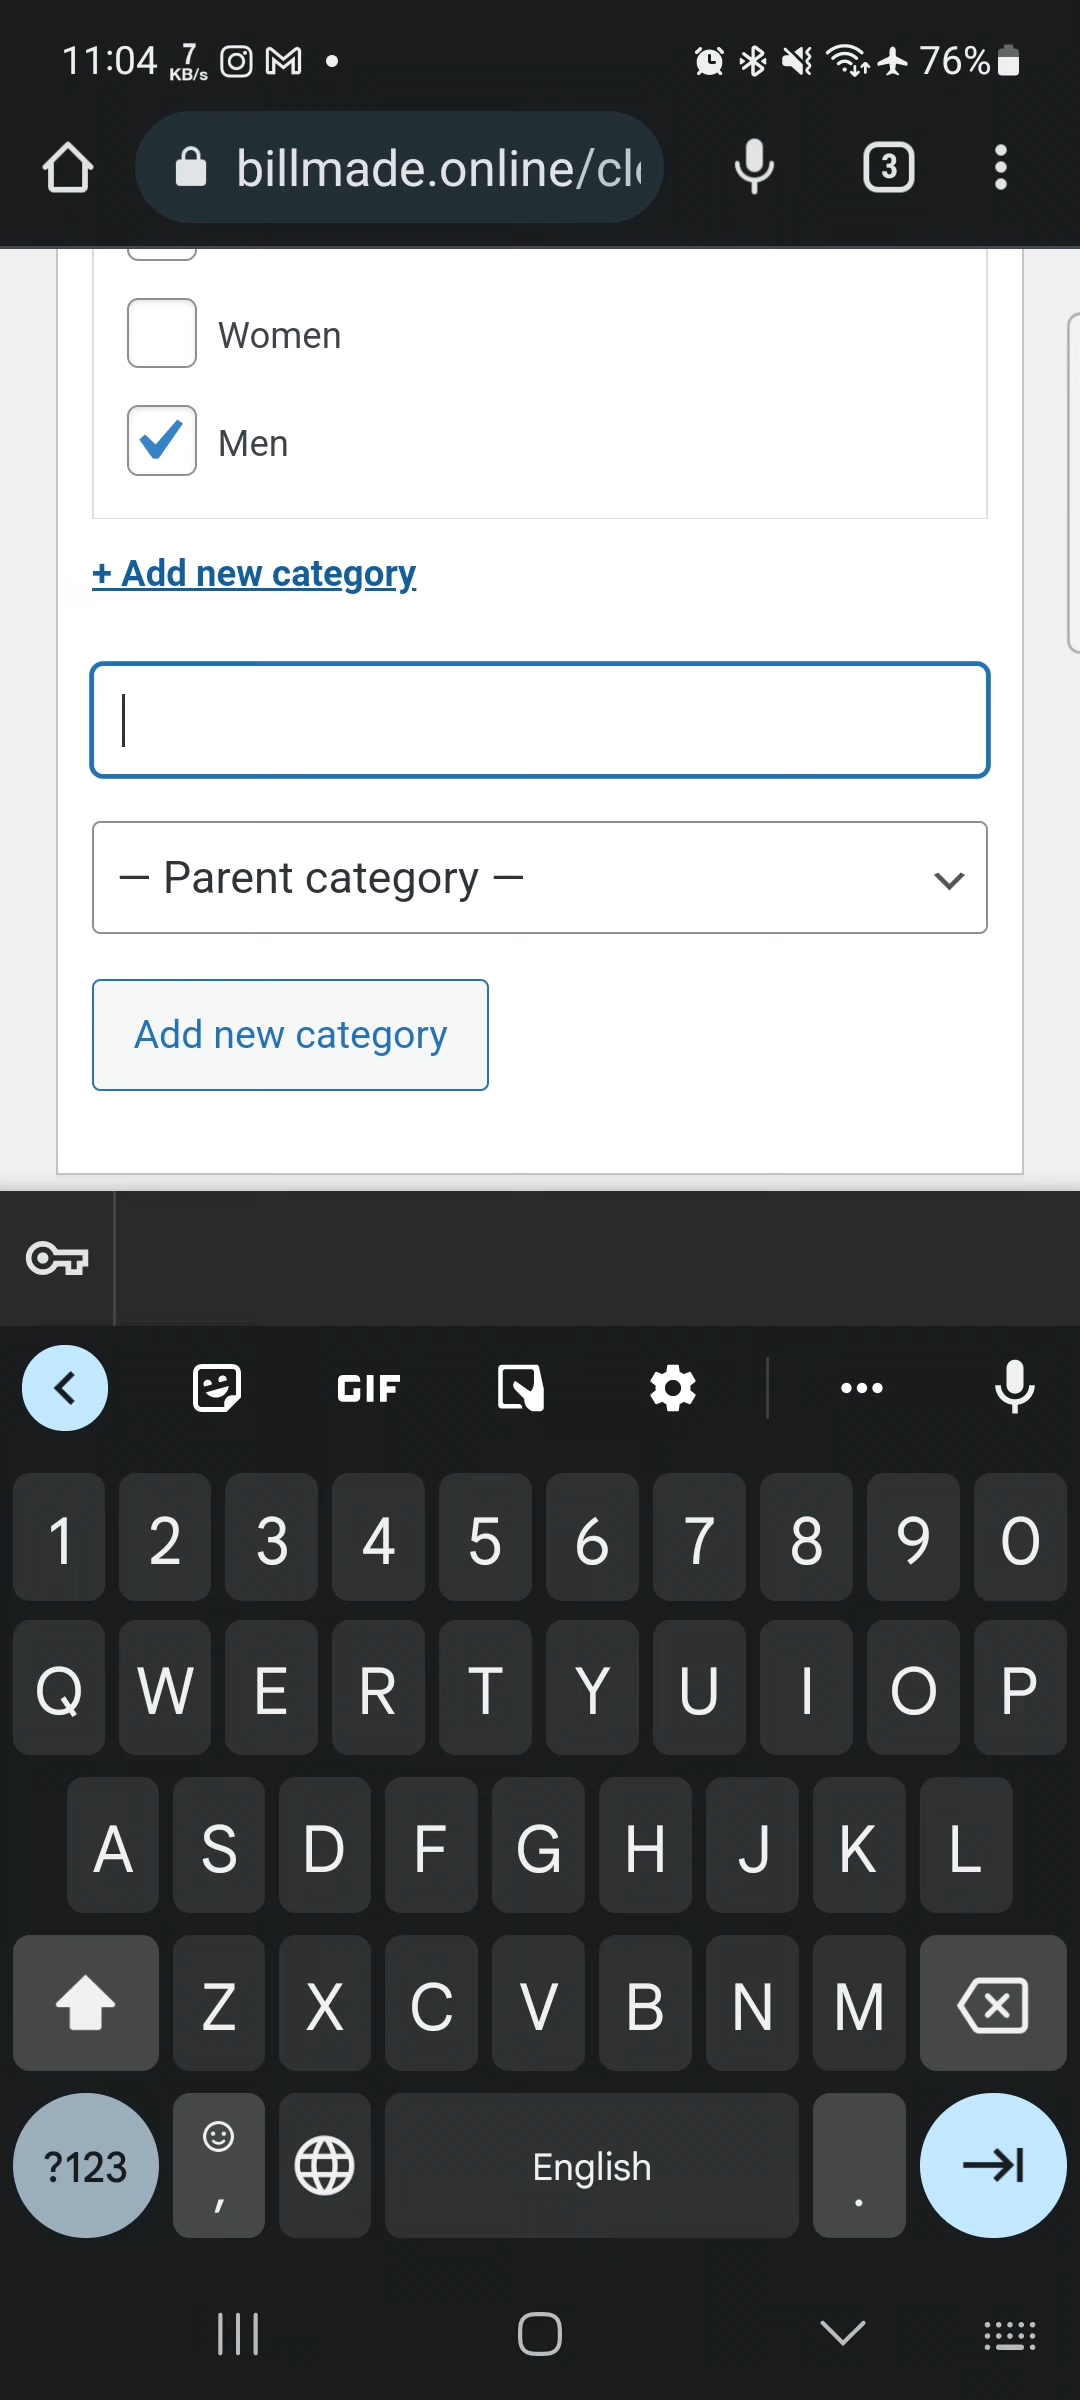 11:04 7 KB/s 76%
billmade.online/cl
3
Women
Men
+ Add new category
— Parent category —
Add new category
GIF
1 2 3 4 5 6 7 8 9 0
Q W E R T Y U I O P
A S D F G H J K L
Z X C V B N M
?123 , English .